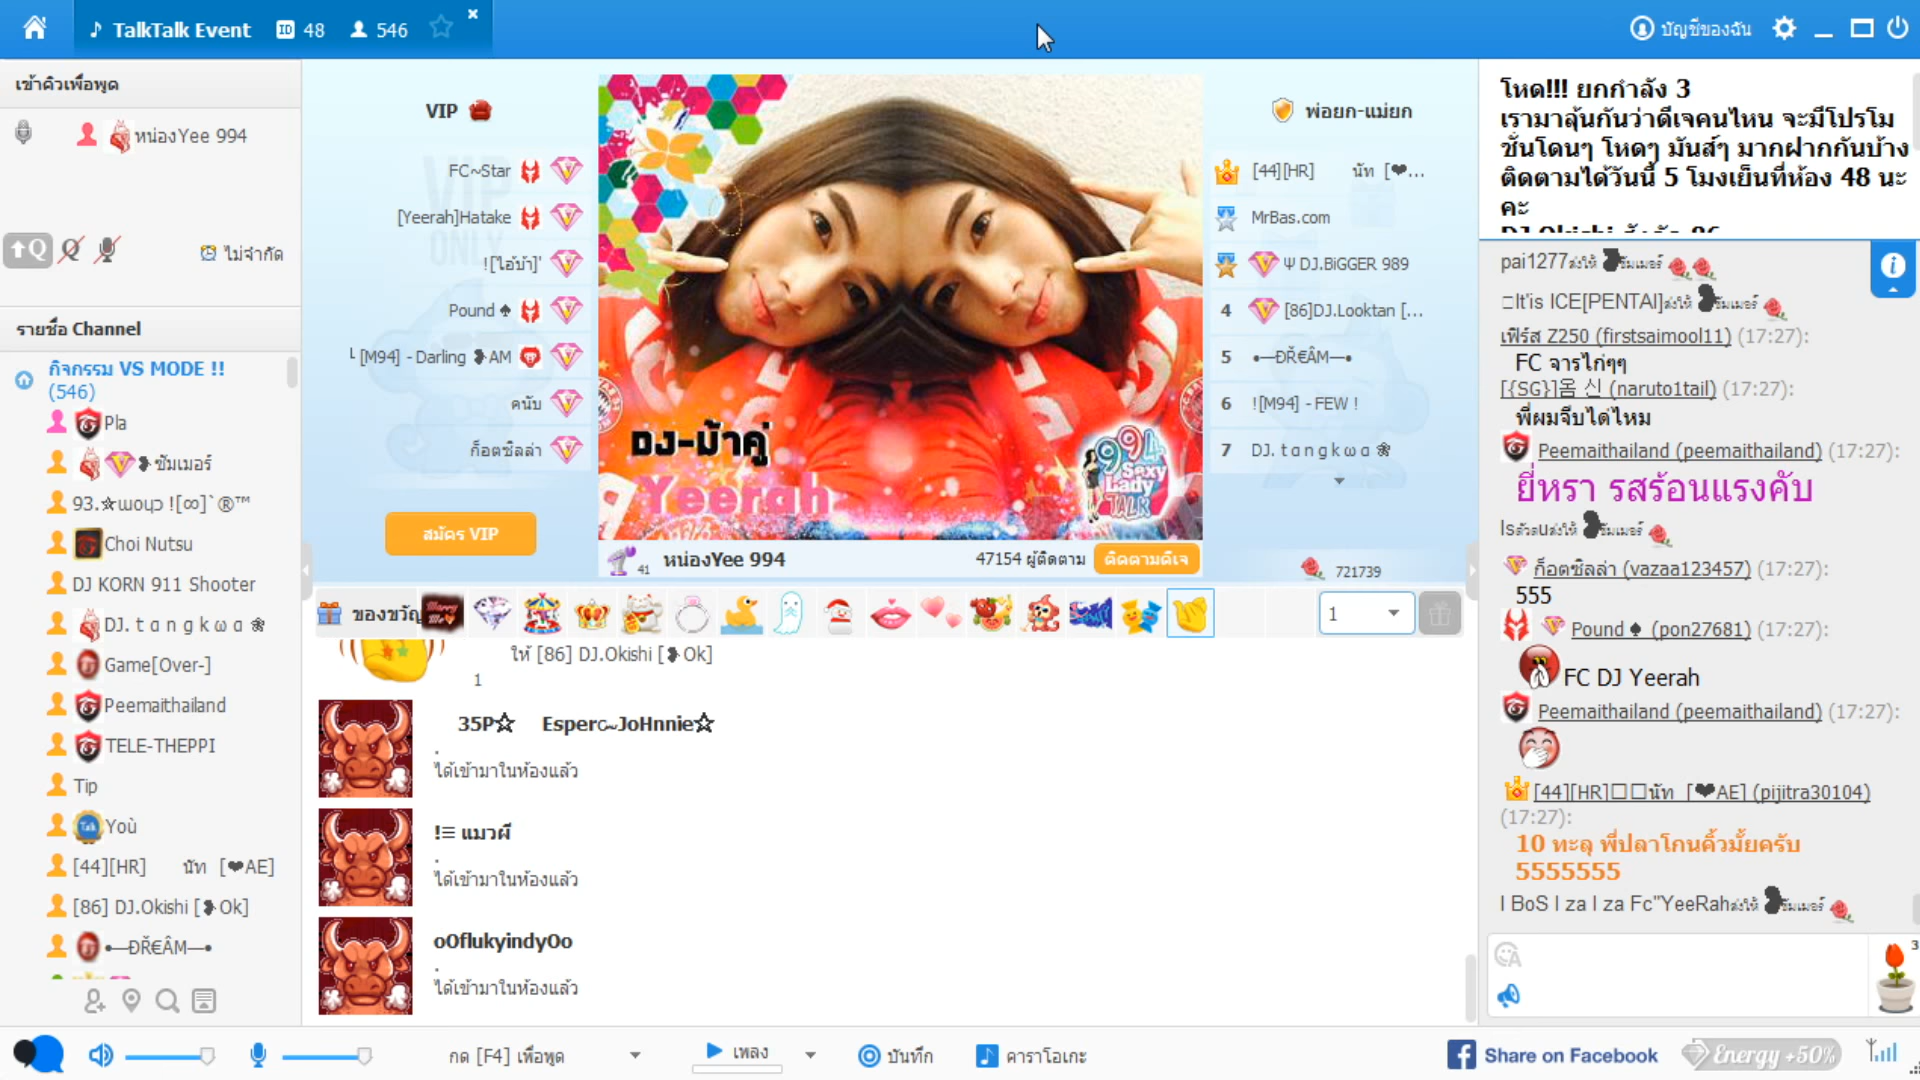 TalkTalk Event
ID 48
546
บัญชีของฉัน
เข้าคิวเพื่อพูด
หน่องYee 994
Q
ไม่จำกัด
รายชื่อ Channel
กิจกรรม VS MODE !!
(546)
Pla
ซัมเมอร์
Choi Nutsu
DJ KORN 911 Shooter
DJ. t a n g k ω a ❀
Game[Over-]
Peemaithailand
TELE-THEPPI
Tip
Yoù
[44][HR] นัท [❤AE]
[86] DJ.Okishi [❥Ok]
•—ĐŘ€ÂM—•
VIP
FC~Star
[Yeerah]Hatake
!['ไอ้บ้า]'
Pound ♠
└ [M94] - Darling ❥AM
คนับ
ก็อตซิลล่า
สมัคร VIP
DJ-ม้าคู่
Yeerah
994
Sexy
Lady
TALK
41 หน่องYee 994
47154 ผู้ติดตาม
ติดตามดีเจ
พ่อยก-แม่ยก
[44][HR] นัท [❤...
MrBas.com
Ψ DJ.BiGGER 989
4 [86]DJ.Looktan [...
5 •—ĐŘ€ÂM—•
6 ![M94] - FEW !
7 DJ. t a n g k ω a ❀
721739
ของขวัญ
1
ให้ [86] DJ.Okishi [❥Ok]
1
35P☆ Esper JoHnnie☆
ได้เข้ามาในห้องแล้ว
!≡ แมวผี
ได้เข้ามาในห้องแล้ว
oOflukyindyOo
ได้เข้ามาในห้องแล้ว
โหด!!! ยกกำลัง 3
เรามาลุ้นกันว่าดีเจคนไหน จะมีโปรโม
ชั่นโดนๆ โหดๆ มันส์ๆ มากฝากกันบ้าง
ติดตามได้วันนี้ 5 โมงเย็นที่ห้อง 48 นะ
คะ
pai1277ส่งให้ ซัมเมอร์
□It'is ICE[PENTAI]ส่งให้ ซัมเมอร์
เฟิร์ส Z250 (firstsaimool11) (17:27):
FC จารไก่ๆๆ
[{SG}]옴 신 (naruto1tail) (17:27):
พี่ผมจีบได่ไหม
Peemaithailand (peemaithailand) (17:27):
ยี่หรา รสร้อนแรงคับ
ก็อตซิลล่า (vazaa123457) (17:27):
555
Pound ♠ (pon27681) (17:27):
FC DJ Yeerah
Peemaithailand (peemaithailand) (17:27):
[44][HR]□□นัท [❤AE] (pijitra30104)
(17:27):
10 ทะลุ พี่ปลาโกนคิ้วมั้ยครับ
5555555
l BoS l za l za Fc"YeeRahส่งให้ ซัมเมอร์
3
กด [F4] เพื่อพูด
เพลง
บันทึก
คาราโอเกะ
Share on Facebook
Energy +50%